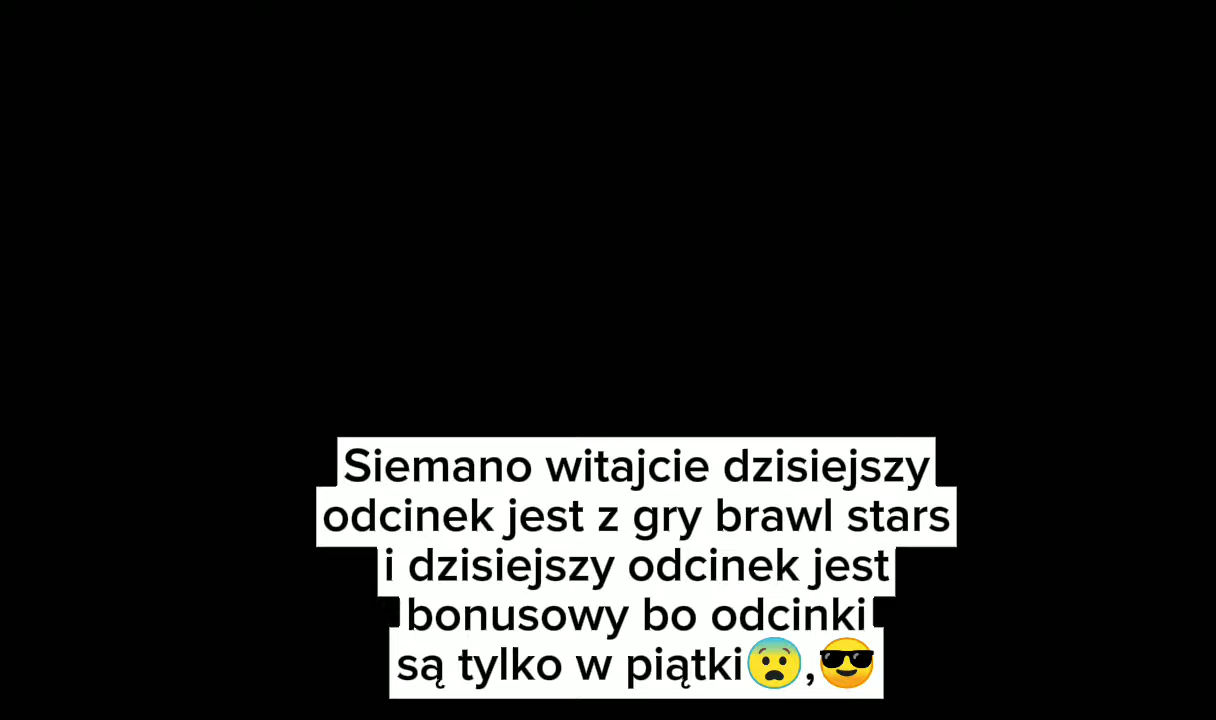 Siemano witajcie dzisiejszy
odcinek jest z gry brawl stars
i dzisiejszy odcinek jest
bonusowy bo odcinki
są tylko w piątki😨,😎